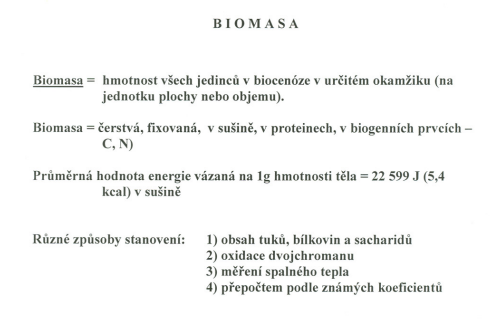 B I O M A S A
Biomasa = hmotnost všech jedinců v biocenóze v určitém okamžiku (na
jednotku plochy nebo objemu).
Biomasa = čerstvá, fixovaná, v sušině, v proteinech, v biogenních prvcích –
C, N)
Průměrná hodnota energie vázaná na 1g hmotnosti těla = 22 599 J (5,4
kcal) v sušině
Různé způsoby stanovení: 1) obsah tuků, bílkovin a sacharidů
2) oxidace dvojchromanu
3) měření spalného tepla
4) přepočtem podle známých koeficientů